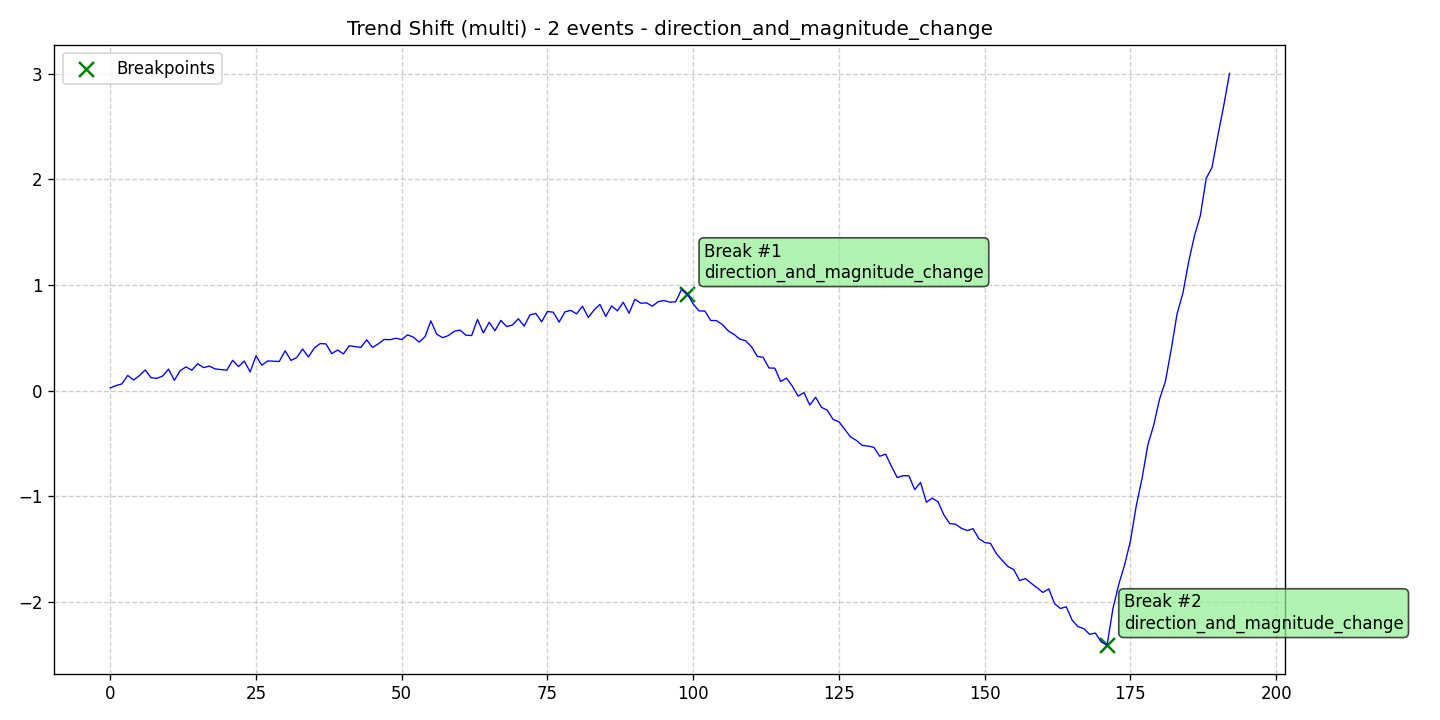 Trend Shift (multi) - 2 events - direction_and_magnitude_change
Breakpoints
3
2
1
0
−1
−2
Break #1
direction_and_magnitude_change
Break #2
direction_and_magnitude_change
0 25 50 75 100 125 150 175 200